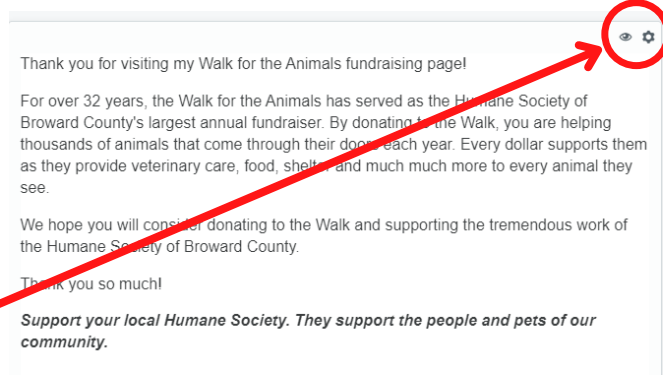 Thank you for visiting my Walk for the Animals fundraising page!
For over 32 years, the Walk for the Animals has served as the Humane Society of
Broward County's largest annual fundraiser. By donating to the Walk, you are helping
thousands of animals that come through their doors each year. Every dollar supports them
as they provide veterinary care, food, shelter and much much more to every animal they
see.
We hope you will consider donating to the Walk and supporting the tremendous work of
the Humane Society of Broward County.
Thank you so much!
Support your local Humane Society. They support the people and pets of our
community.